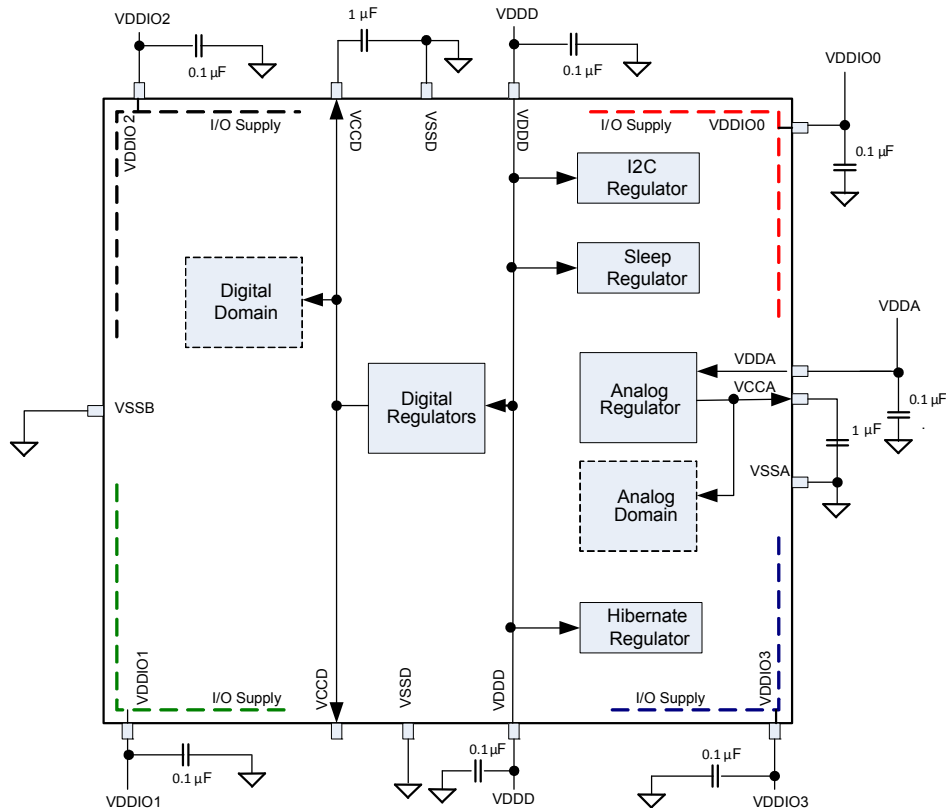 VDDIO2
1 μF
VDDD
0.1 μF
0.1 μF
VDDIO0
I/O Supply
I/O Supply
VDDIO0
VDDIO2
VCCD
VSSD
VDDD
0.1 μF
I2C
Regulator
Sleep
Regulator
Digital
Domain
VDDA
VDDA
Analog
Regulator
VCCA
0.1 μF
Digital
Regulators
VSSB
1 μF
VSSA
Analog
Domain
Hibernate
Regulator
VDDIO1
VCCD
VSSD
VDDD
VDDIO3
I/O Supply
I/O Supply
0.1 μF
0.1 μF
0.1 μF
VDDIO1
VDDD
VDDIO3